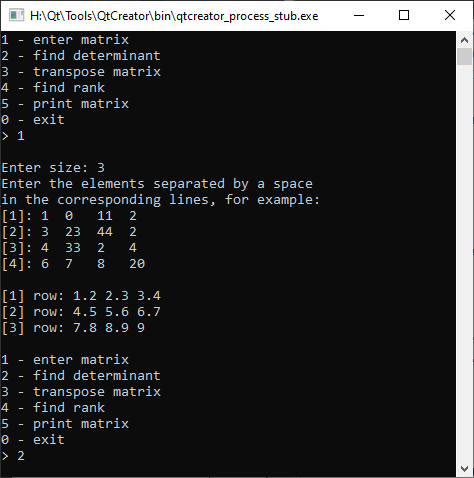 H:\Qt\Tools\QtCreator\bin\qtcreator_process_stub.exe
1 - enter matrix
2 - find determinant
3 - transpose matrix
4 - find rank
5 - print matrix
0 - exit
> 1
Enter size: 3
Enter the elements separated by a space
in the corresponding lines, for example:
[1]: 1  0   11  2
[2]: 3  23  44  2
[3]: 4  33  2   4
[4]: 6  7   8   20
[1] row: 1.2 2.3 3.4
[2] row: 4.5 5.6 6.7
[3] row: 7.8 8.9 9
1 - enter matrix
2 - find determinant
3 - transpose matrix
4 - find rank
5 - print matrix
0 - exit
> 2